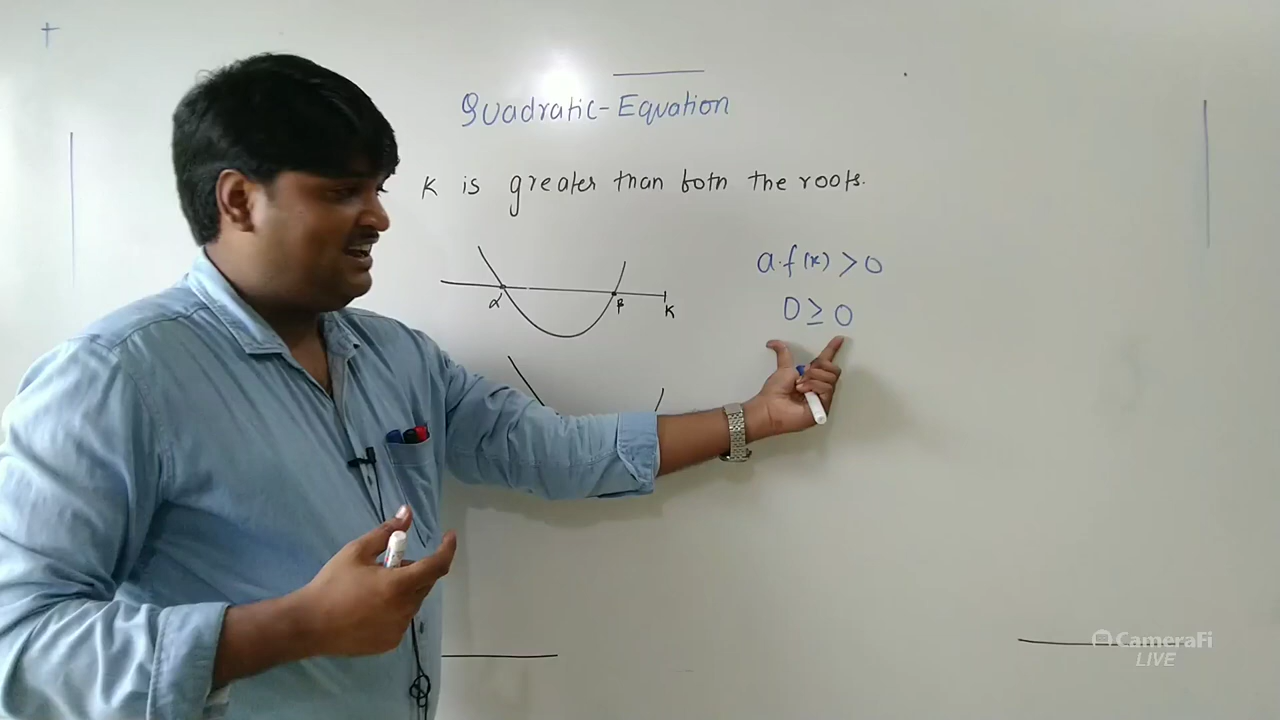 Quadratic-Equation
K is greater than both the roots.
a.f(k) > 0
D ≥ 0
α β K
CameraFi
LIVE